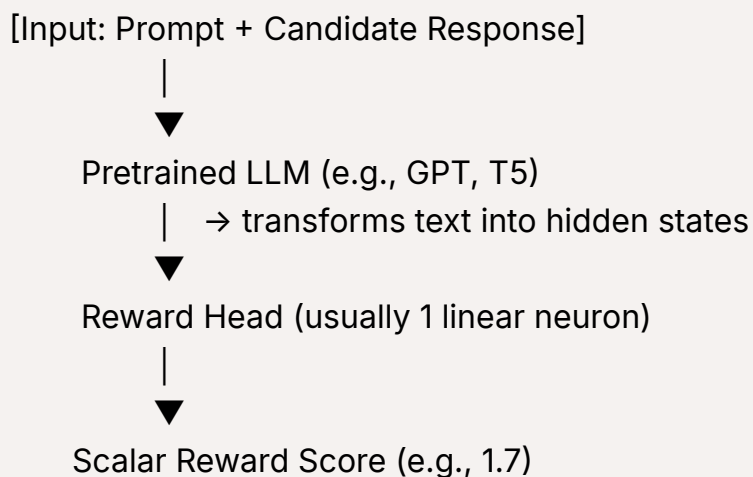 [Input: Prompt + Candidate Response]
│
▼
Pretrained LLM (e.g., GPT, T5)
│ → transforms text into hidden states
▼
Reward Head (usually 1 linear neuron)
│
▼
Scalar Reward Score (e.g., 1.7)